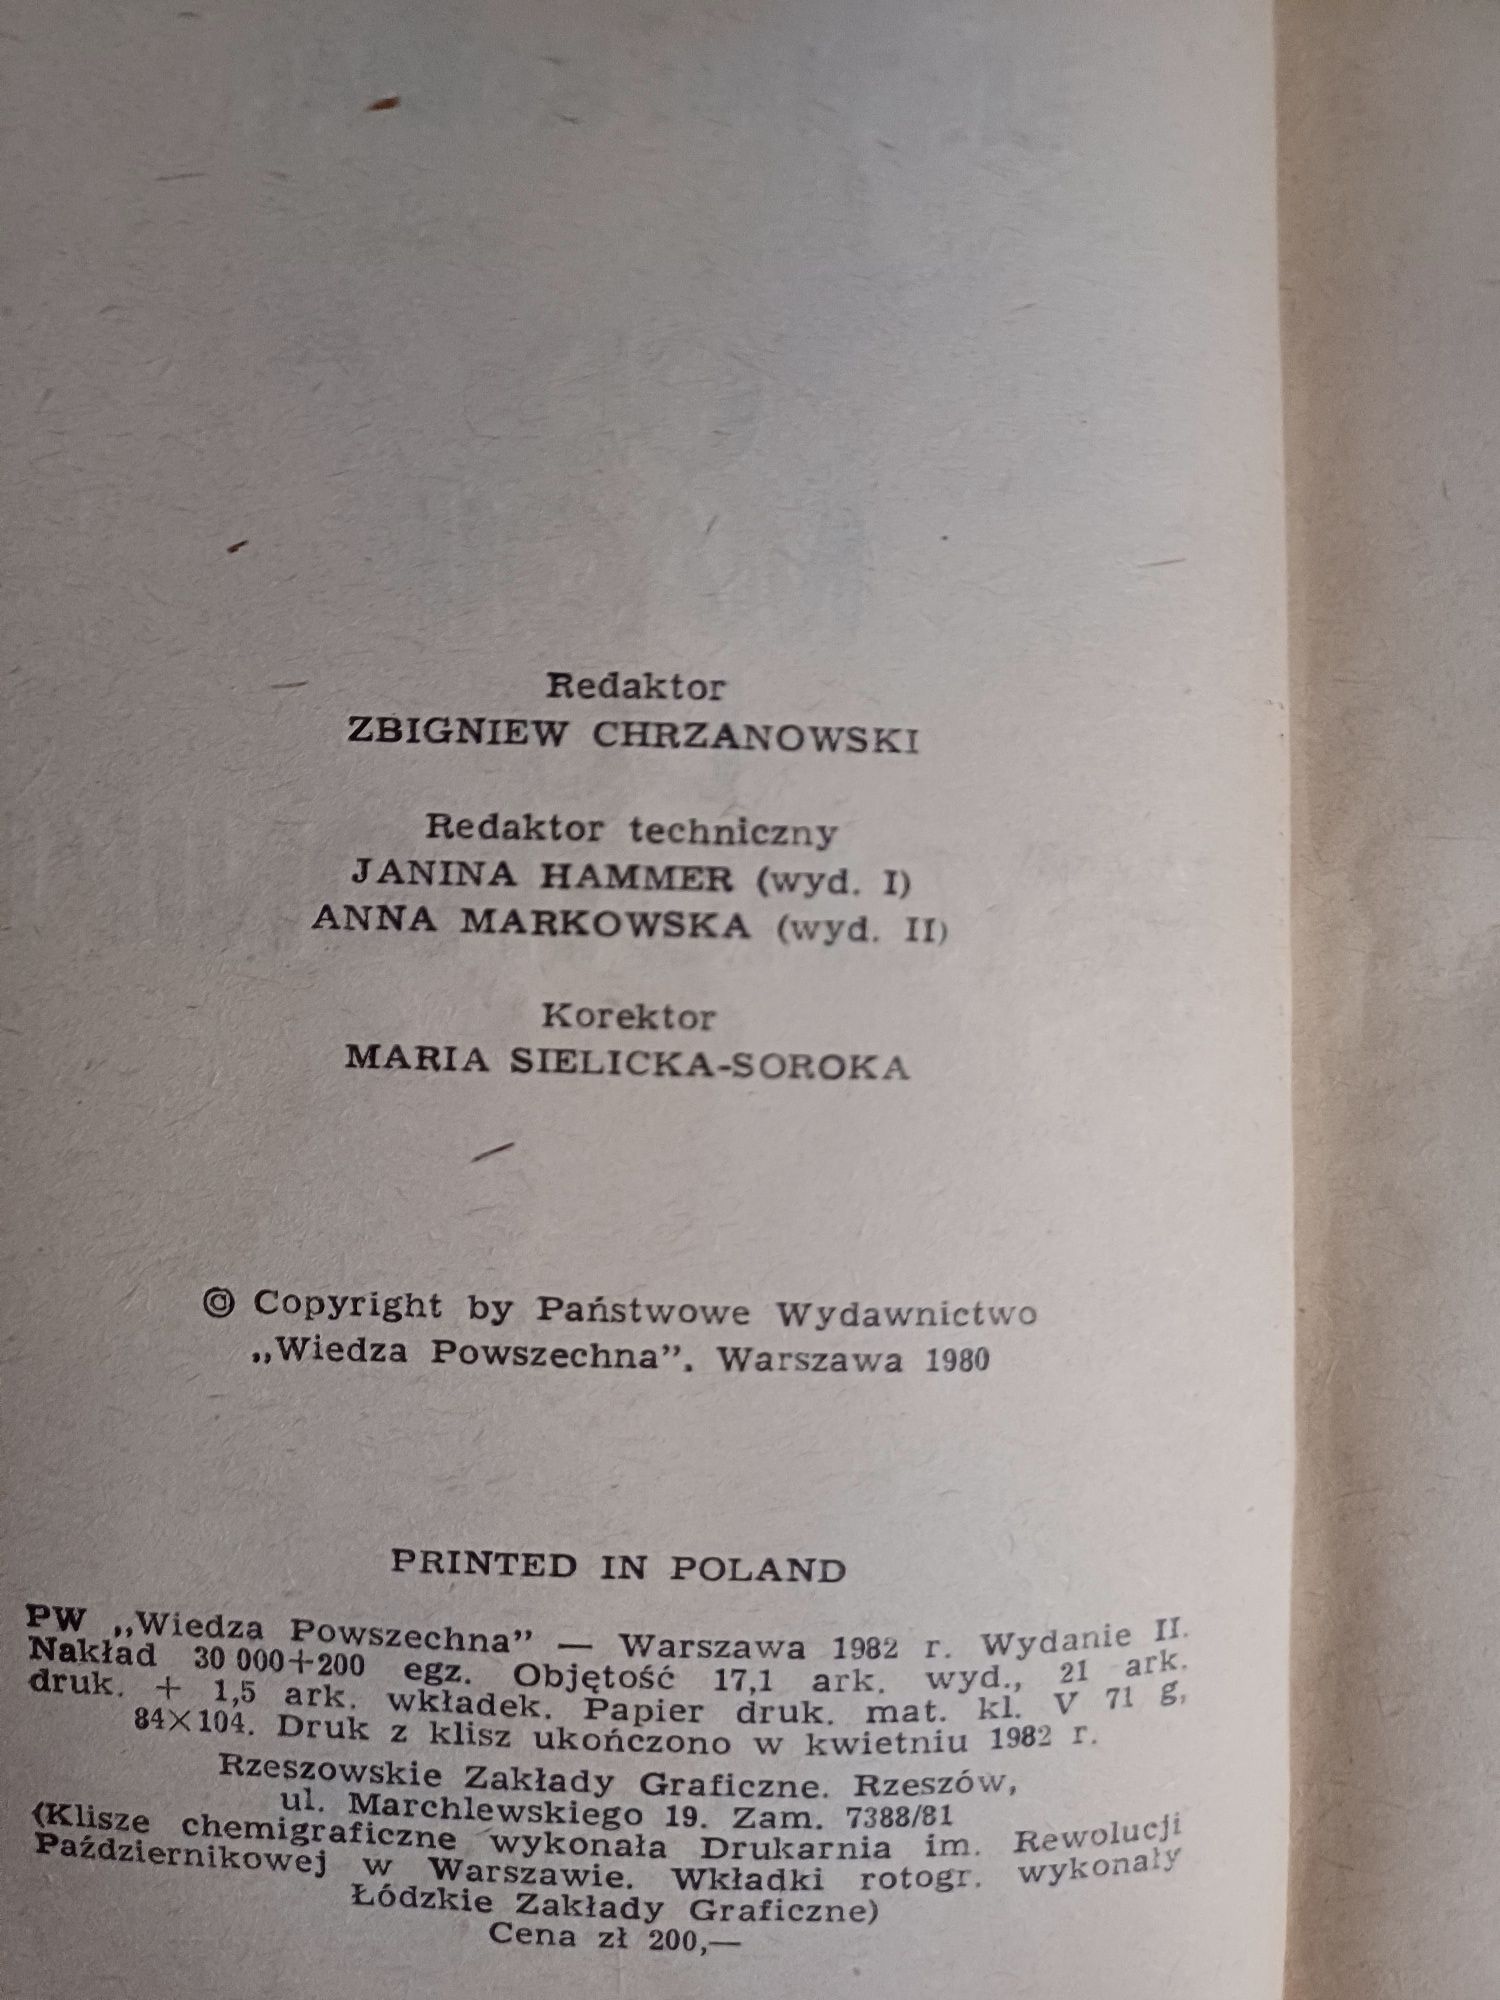 Redaktor
ZBIGNIEW CHRZANOWSKI
Redaktor techniczny
JANINA HAMMER (wyd. I)
ANNA MARKOWSKA (wyd. II)
Korektor
MARIA SIELICKA-SOROKA
© Copyright by Państwowe Wydawnictwo
„Wiedza Powszechna”. Warszawa 1980
PRINTED IN POLAND
PW „Wiedza Powszechna” — Warszawa 1982 r. Wydanie II.
Nakład 30 000+200 egz. Objętość 17,1 ark. wyd., 21 ark.
druk. + 1,5 ark. wkładek. Papier druk. mat. kl. V 71 g,
84×104. Druk z klisz ukończono w kwietniu 1982 r.
Rzeszowskie Zakłady Graficzne. Rzeszów,
ul. Marchlewskiego 19. Zam. 7388/81
(Klisze chemigraficzne wykonała Drukarnia im. Rewolucji
Październikowej w Warszawie. Wkładki rotogr. wykonały
Łódzkie Zakłady Graficzne)
Cena zł 200,—